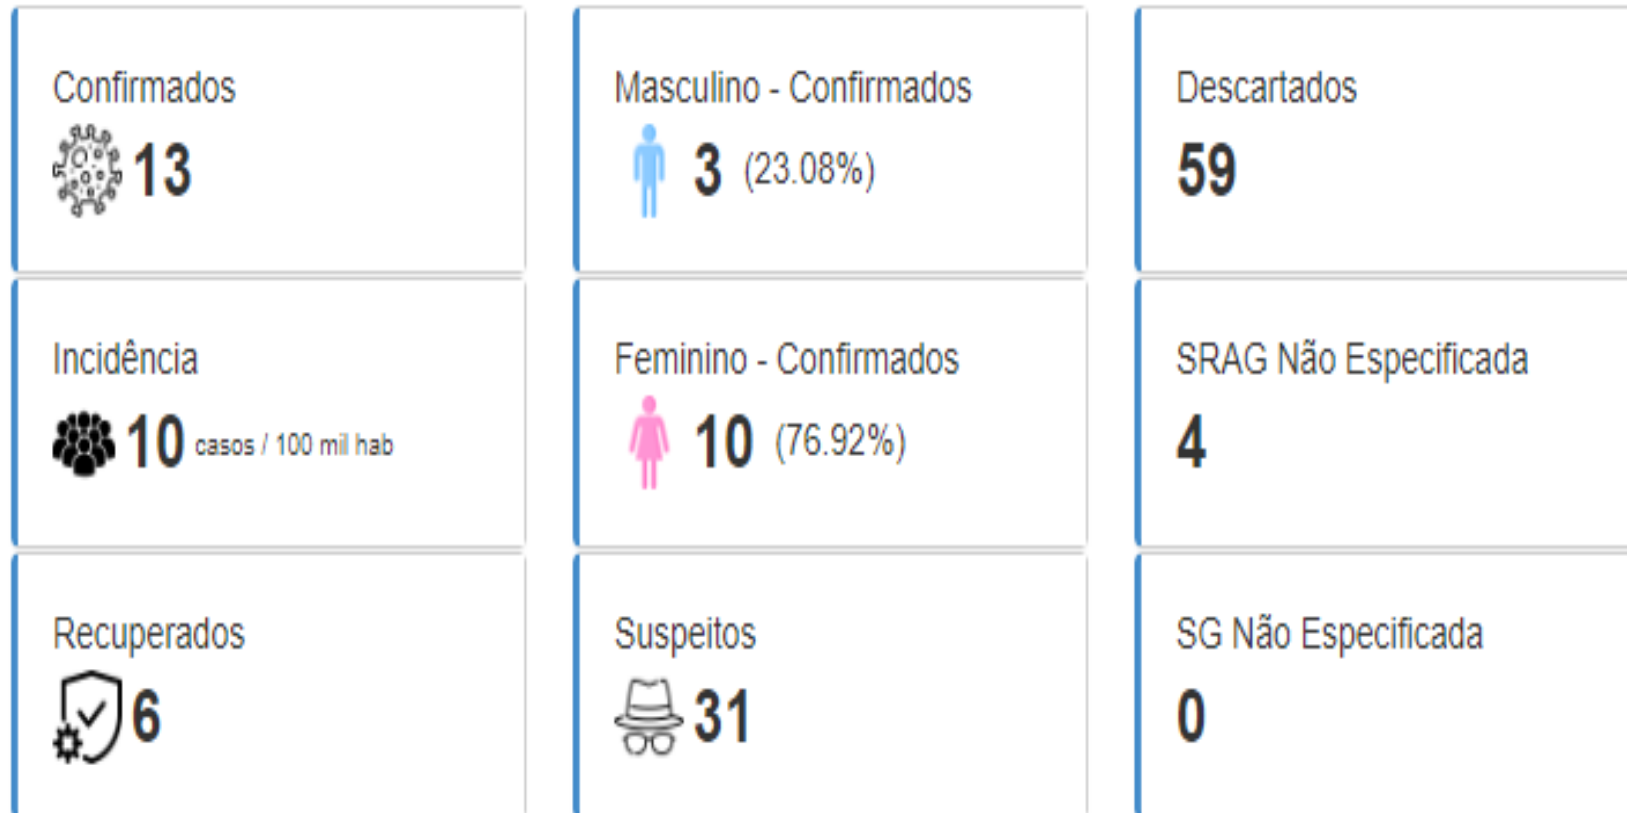 Confirmados
13
Masculino - Confirmados
3 (23.08%)
Descartados
59
Incidência
10 casos / 100 mil hab
Feminino - Confirmados
10 (76.92%)
SRAG Não Especificada
4
Recuperados
6
Suspeitos
31
SG Não Especificada
0